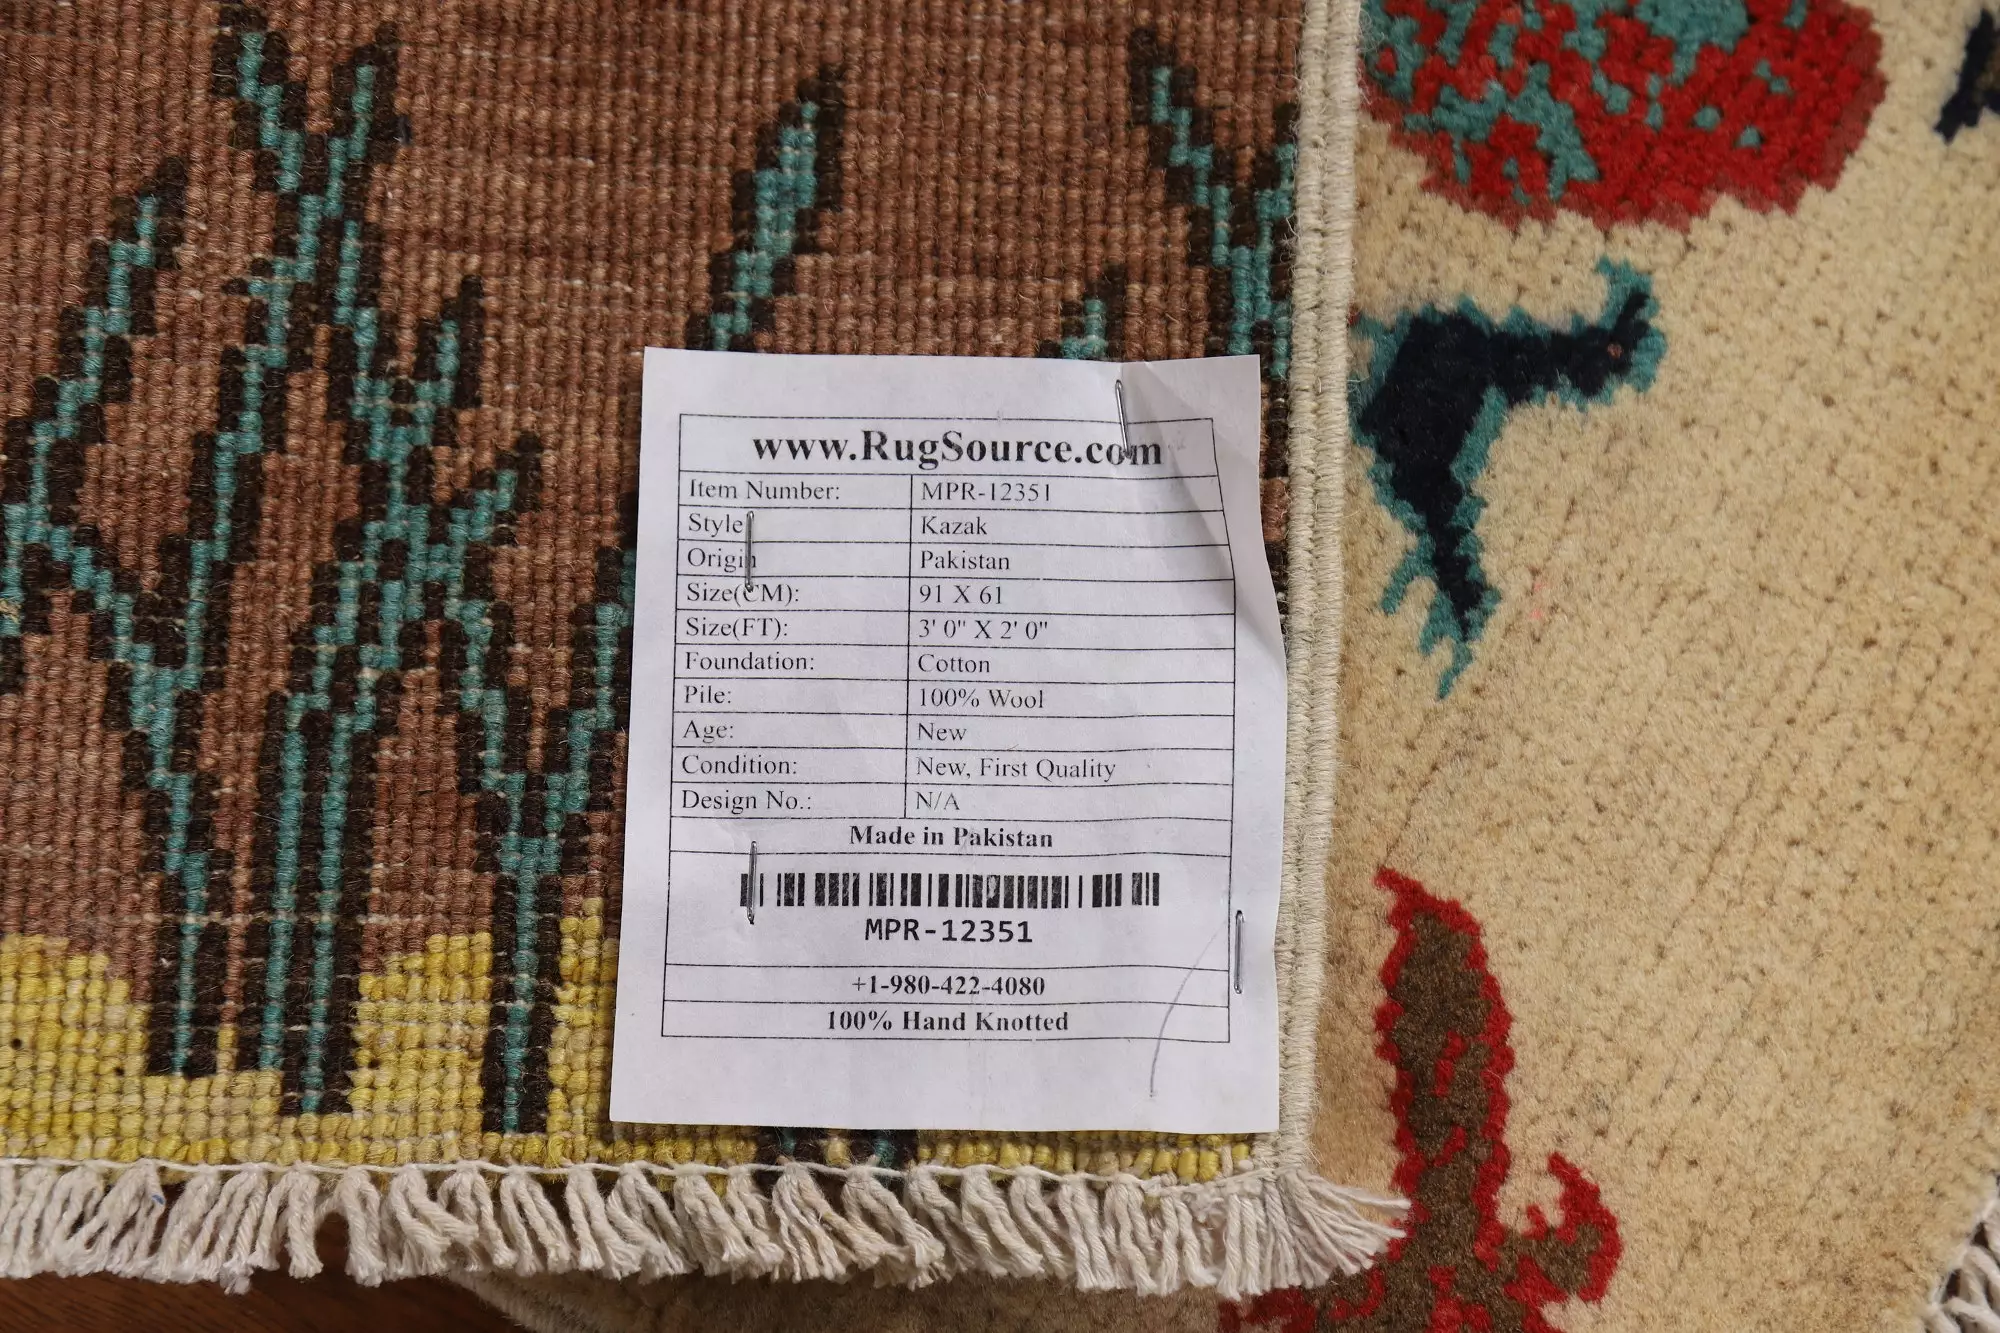 www.RugSource.com
Item Number: MPR-12351
Style Kazak
Origin Pakistan
Size(CM): 91 X 61
Size(FT): 3' 0" X 2' 0"
Foundation: Cotton
Pile: 100% Wool
Age: New
Condition: New, First Quality
Design No.: N/A
Made in Pakistan
MPR-12351
+1-980-422-4080
100% Hand Knotted